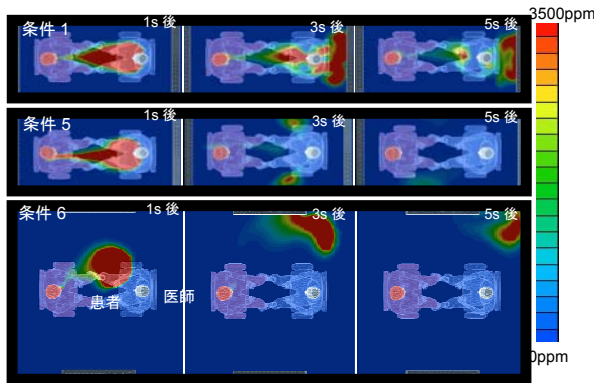 3500ppm
条件 1
1s 後
3s 後
5s 後
条件 5
1s 後
3s 後
5s 後
条件 6
1s 後
3s 後
5s 後
患者
医師
0ppm